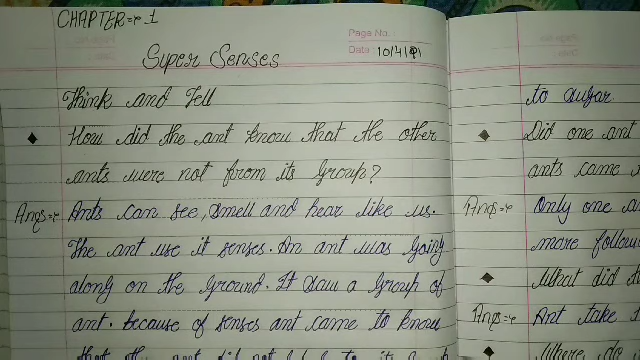 CHAPTER⇒ 1
Page No.:
Date: 10/4/21
Super Senses
Think and Tell
How did the ant know that the other
ants were not from its group?
Ans⇒ Ants can see, smell and hear like us.
The ant use it senses. An ant was going
along on the ground. It saw a group of
ant. because of senses ant came to know
to sugar
Did one ant
ants came
Ans⇒ Only one
more follow
What did
Ans⇒ Ant take
Where do